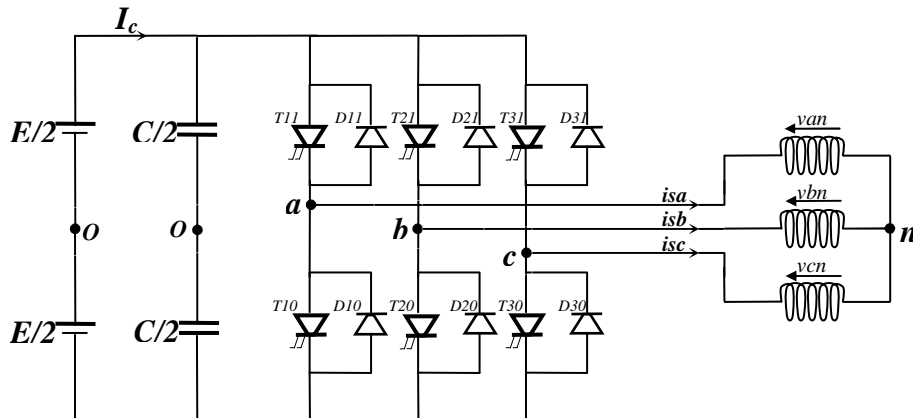 I_c
T11 D11 T21 D21 T31 D31
E/2 C/2
van
a isa
vbn
O O b isb n
c isc
vcn
T10 D10 T20 D20 T30 D30
E/2 C/2